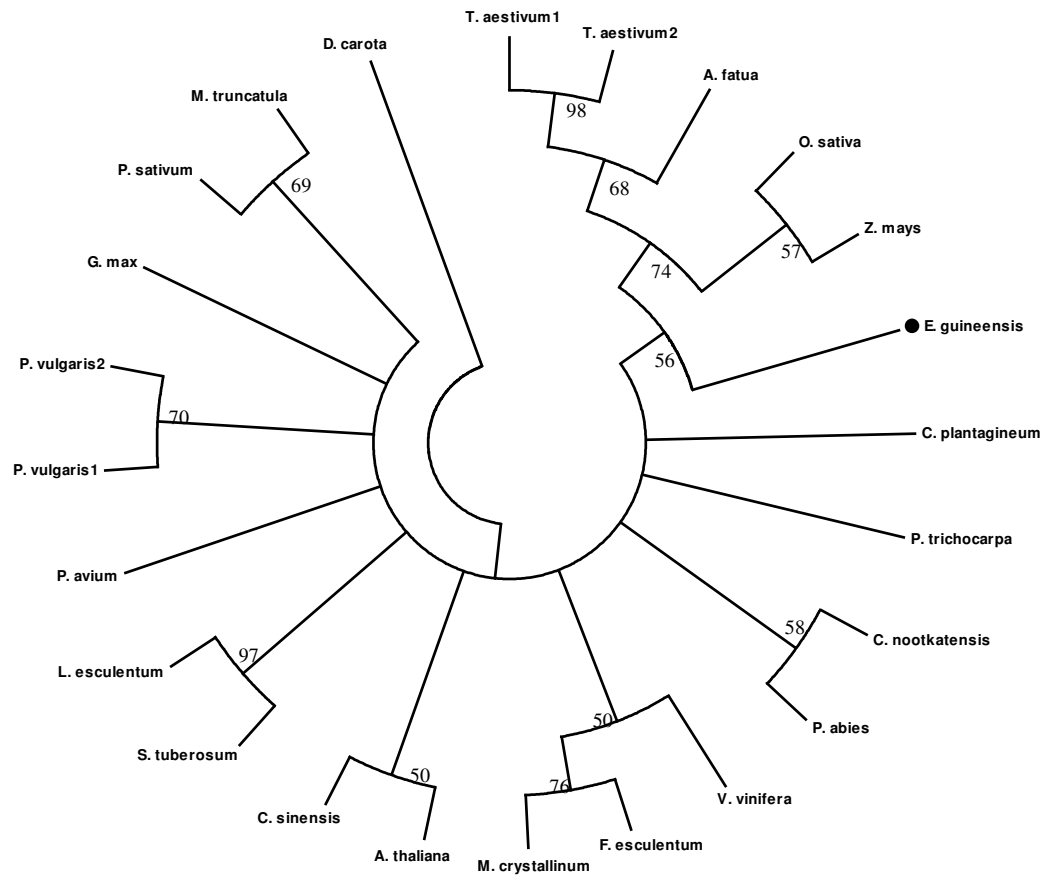 T. aestivum1
T. aestivum2
D. carota
A. fatua
M. truncatula
98
O. sativa
P. sativum
69
68
Z. mays
57
G. max
74
E. guineensis
56
P. vulgaris2
70
C. plantagineum
P. vulgaris1
P. trichocarpa
P. avium
58
C. nootkatensis
97
L. esculentum
50
P. abies
S. tuberosum
50
76
V. vinifera
C. sinensis
F. esculentum
A. thaliana
M. crystallinum